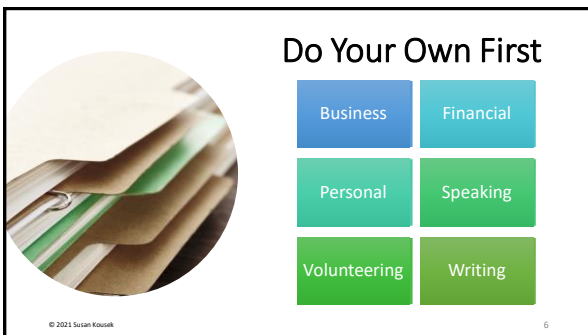 Do Your Own First
Business
Financial
Personal
Speaking
Volunteering
Writing
© 2021 Susan Kousek
6